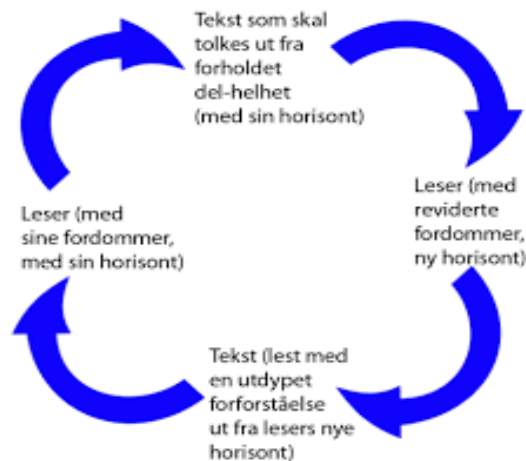 Tekst som skal
tolkes ut fra
forholdet
del-helhet
(med sin horisont)
Leser (med
reviderte
fordommer,
ny horisont)
Tekst (lest med
en utdypet
forforståelse
ut fra lesers nye
horisont)
Leser (med
sine fordommer,
med sin horisont)